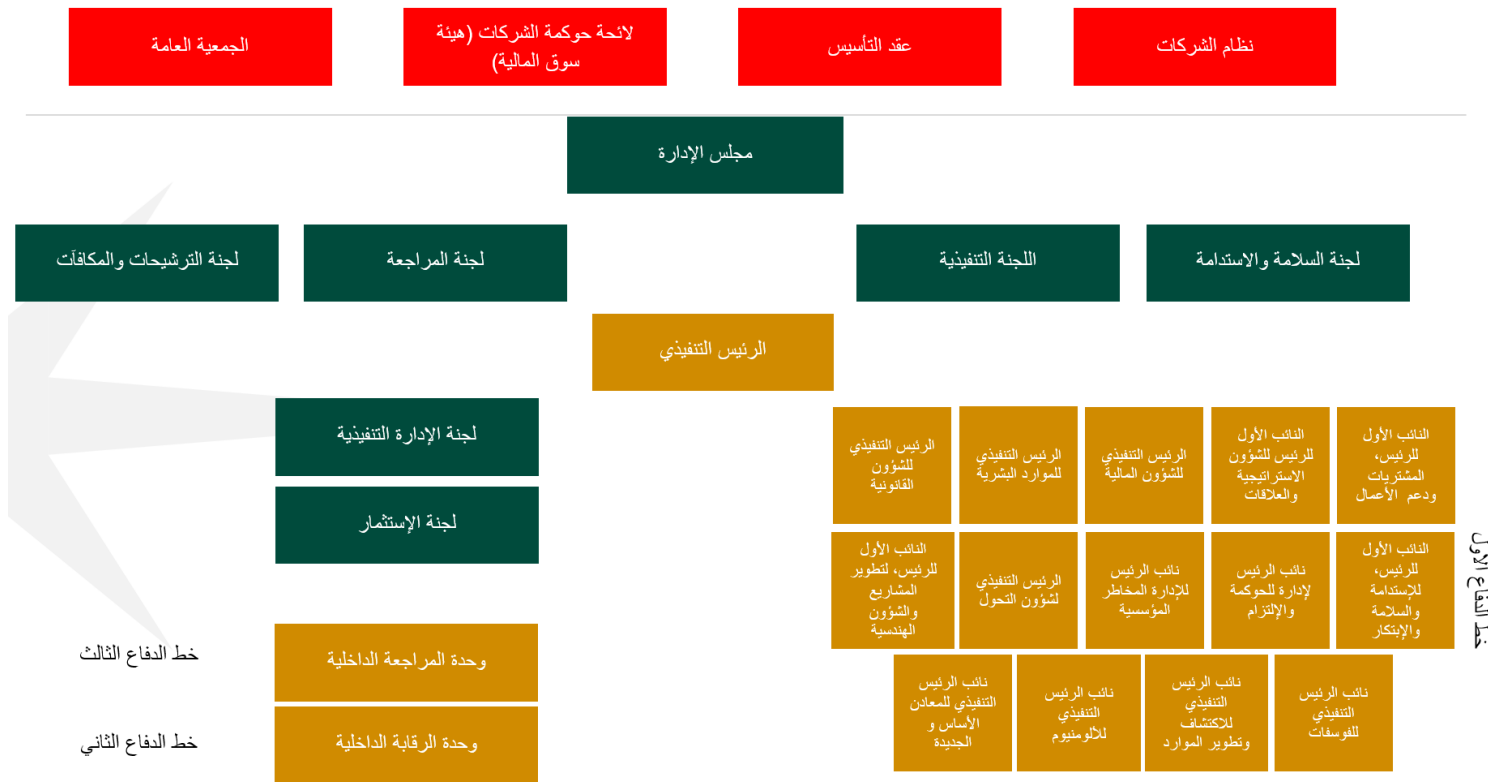 نظام الشركات
عقد التأسيس
لائحة حوكمة الشركات (هيئة
سوق المالية)
الجمعية العامة
مجلس الإدارة
لجنة السلامة والاستدامة
اللجنة التنفيذية
لجنة المراجعة
لجنة الترشيحات والمكافآت
الرئيس التنفيذي
النائب الأول
للرئيس،
المشتريات
ودعم الأعمال
النائب الأول
للرئيس للشؤون
الاستراتيجية
والعلاقات
الرئيس التنفيذي
للشؤون المالية
الرئيس التنفيذي
للموارد البشرية
الرئيس التنفيذي
للشؤون
القانونية
لجنة الإدارة التنفيذية
لجنة الإستثمار
خط الدفاع الأول
النائب الأول
للرئيس،
للإستدامة
والسلامة
والإبتكار
نائب الرئيس
لإدارة للحوكمة
والإلتزام
نائب الرئيس
للإدارة المخاطر
المؤسسية
الرئيس التنفيذي
لشؤون التحول
النائب الأول
للرئيس، لتطوير
المشاريع
والشؤون
الهندسية
نائب الرئيس
التنفيذي
للفوسفات
نائب الرئيس
التنفيذي
للاكتشاف
وتطوير الموارد
نائب الرئيس
التنفيذي
للألومنيوم
نائب الرئيس
التنفيذي للمعادن
الأساس و
الجديدة
وحدة المراجعة الداخلية
خط الدفاع الثالث
وحدة الرقابة الداخلية
خط الدفاع الثاني